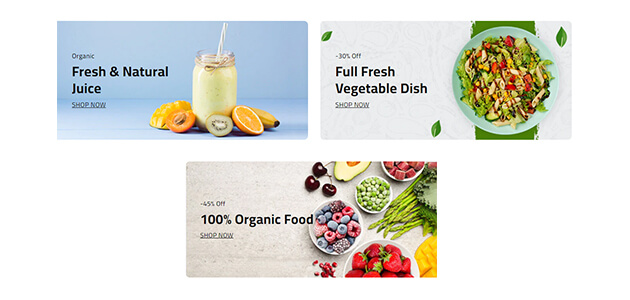 Organic
Fresh & Natural
Juice
SHOP NOW
-30% Off
Full Fresh
Vegetable Dish
SHOP NOW
-45% Off
100% Organic Food
SHOP NOW